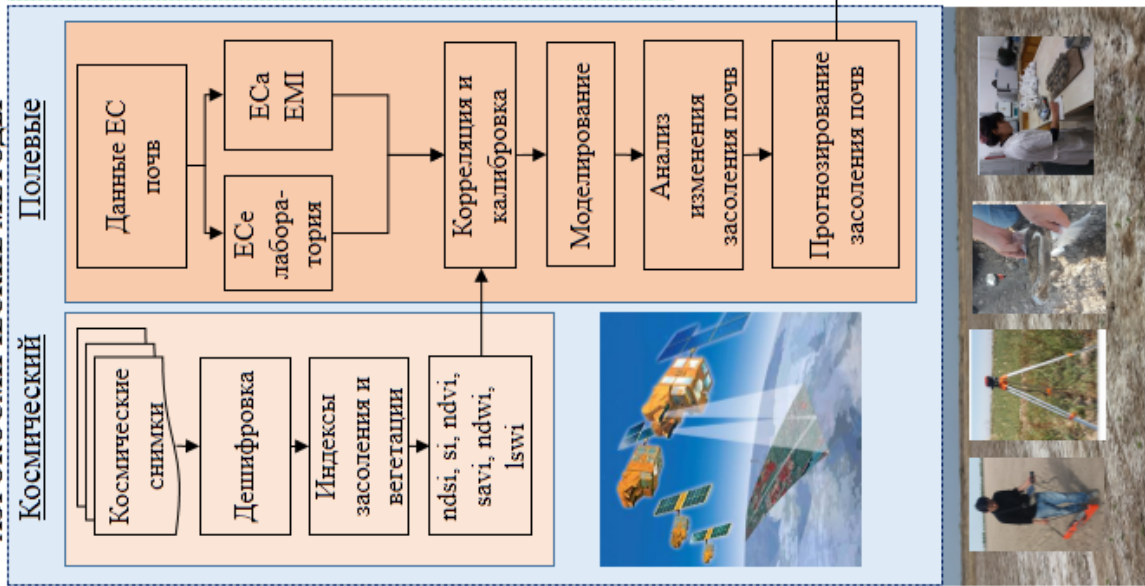 Космический
Полевые
Космические
снимки
Дешифровка
Индексы
засоления и
вегетации
ndsi, si, ndvi,
savi, ndwi,
lswi
Данные ЕС
почв
ECe
лабора-
тория
ECa
EMI
Корреляция и
калибровка
Моделирование
Анализ
изменения
засоления почв
Прогнозирование
засоления почв